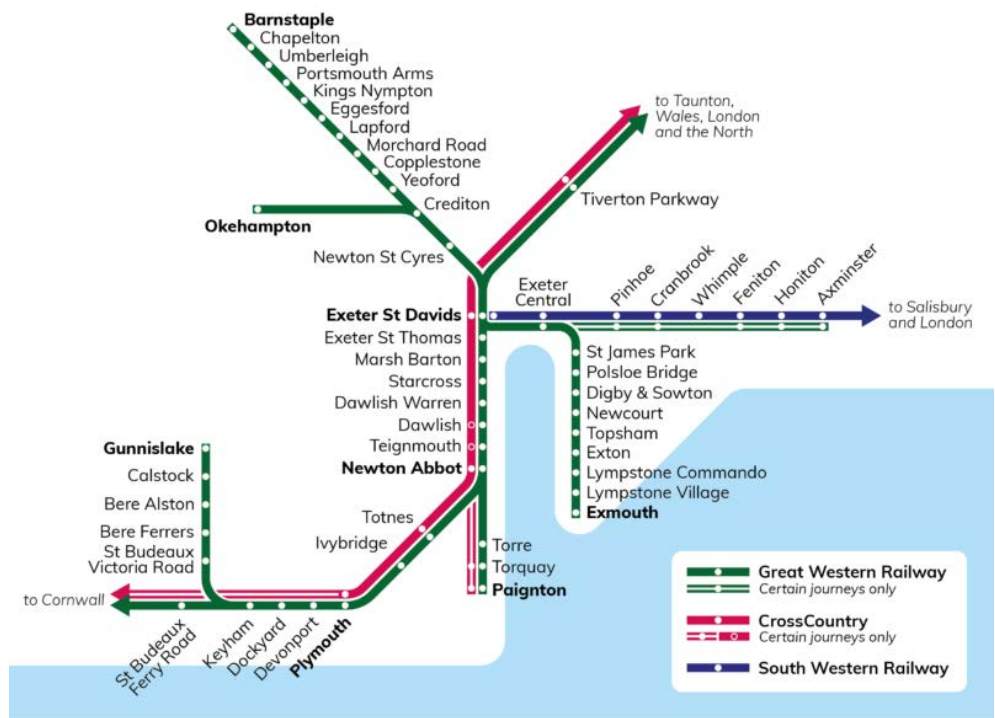 Barnstaple
Chapelton
Umberleigh
Portsmouth Arms
Kings Nympton
Eggesford
Lapford
Morchard Road
Copplestone
Yeoford
Crediton
Okehampton
Newton St Cyres
to Taunton,
Wales, London
and the North
Tiverton Parkway
Exeter
Central
Pinhoe
Cranbrook
Whimple
Feniton
Honiton
Axminster
to Salisbury
and London
Exeter St Davids
Exeter St Thomas
Marsh Barton
Starcross
Dawlish Warren
Dawlish
Teignmouth
Newton Abbot
St James Park
Polsloe Bridge
Digby & Sowton
Newcourt
Topsham
Exton
Lympstone Commando
Lympstone Village
Exmouth
Gunnislake
Calstock
Bere Alston
Bere Ferrers
St Budeaux
Victoria Road
Totnes
Ivybridge
Torre
Torquay
Paignton
to Cornwall
St Budeaux
Ferry Road
Keyham
Dockyard
Devonport
Plymouth
Great Western Railway
Certain journeys only
CrossCountry
Certain journeys only
South Western Railway